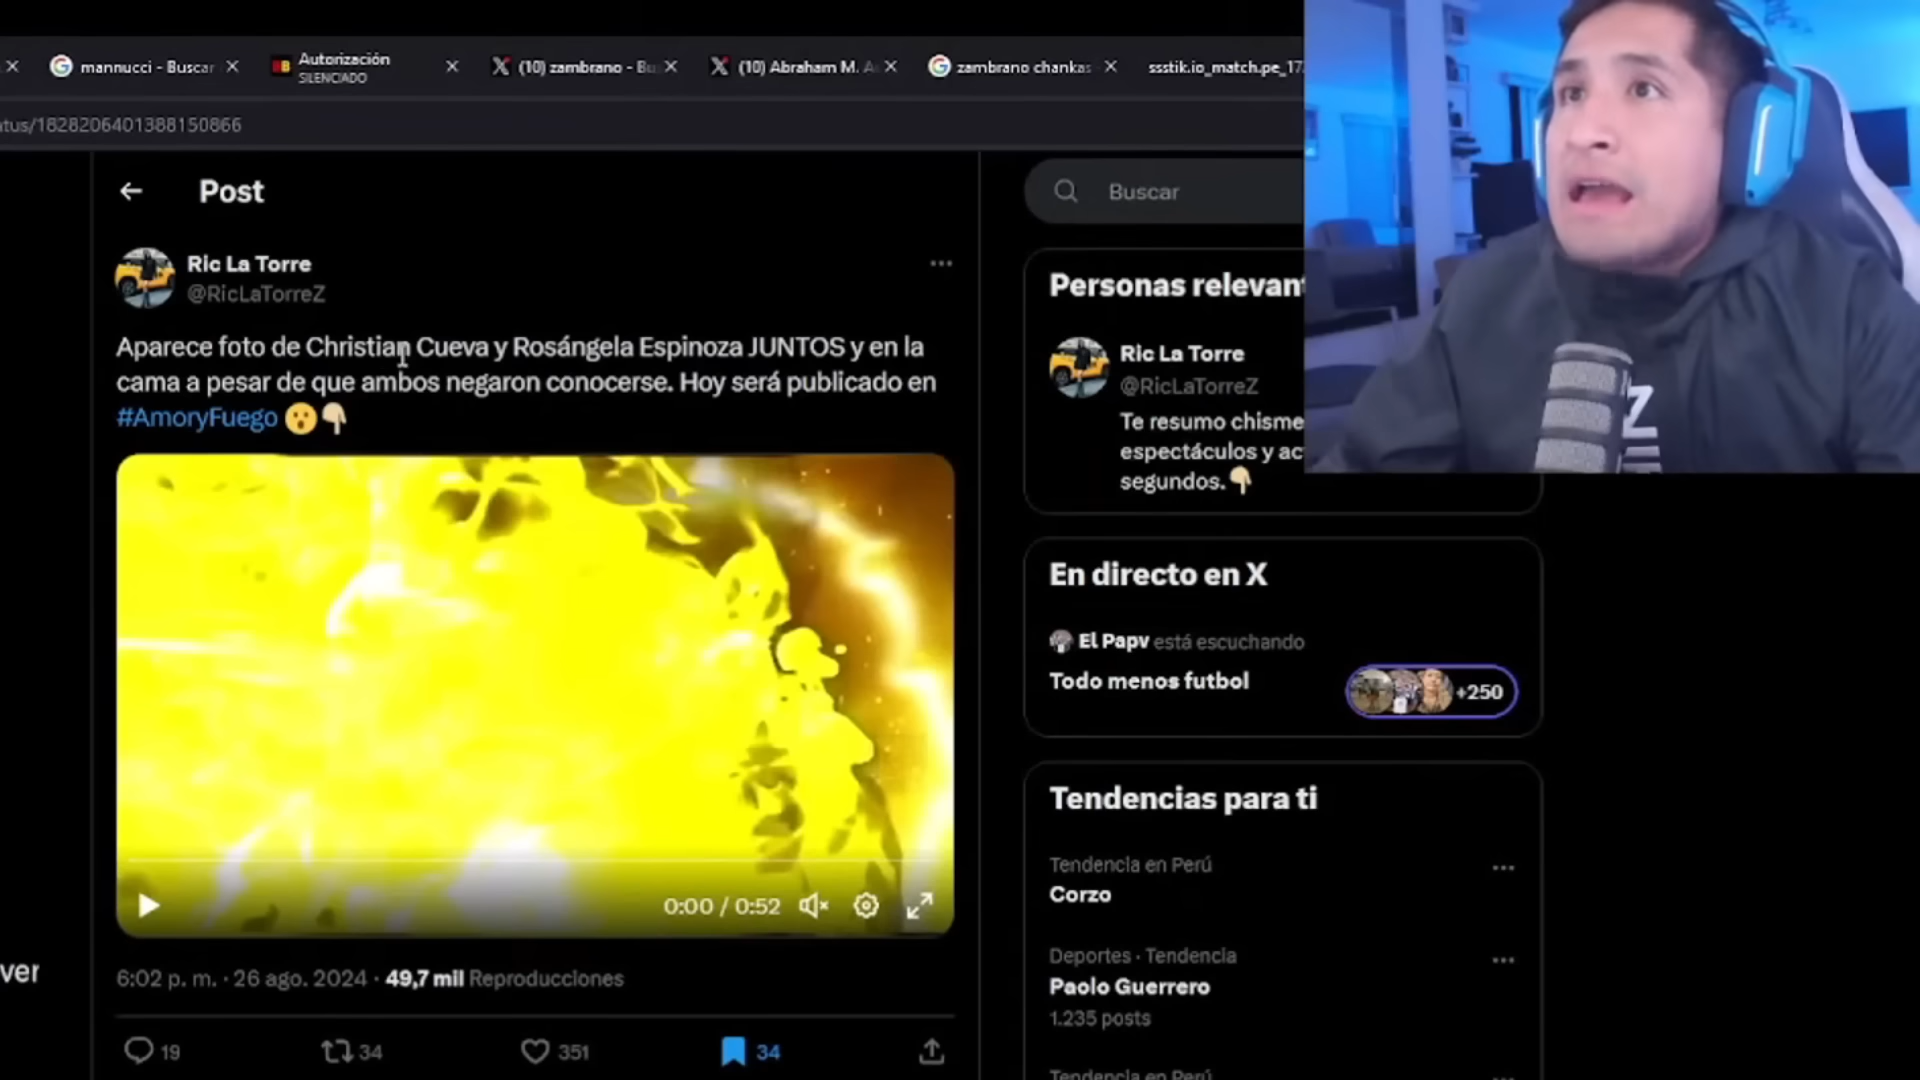 mannucci - Buscar
Autorización
SILENCIADO
(10) zambrano - Bu
(10) Abraham M. A
zambrano chankas
ssstik.io_match.pe_17
atus/1828206401388150866
Post
Buscar
Ric La Torre
@RicLaTorreZ
Aparece foto de Christian Cueva y Rosángela Espinoza JUNTOS y en la
cama a pesar de que ambos negaron conocerse. Hoy será publicado en
#AmoryFuego 😮👇🏼
0:00 / 0:52
6:02 p. m. · 26 ago. 2024 · 49,7 mil Reproducciones
19
34
351
34
ver
Personas relevant
Ric La Torre
@RicLaTorreZ
Te resumo chisme
espectáculos y ac
segundos.👇🏼
En directo en X
El Papv está escuchando
Todo menos futbol
+250
Tendencias para ti
Tendencia en Perú
Corzo
Deportes · Tendencia
Paolo Guerrero
1.235 posts
Tendencia en Perú